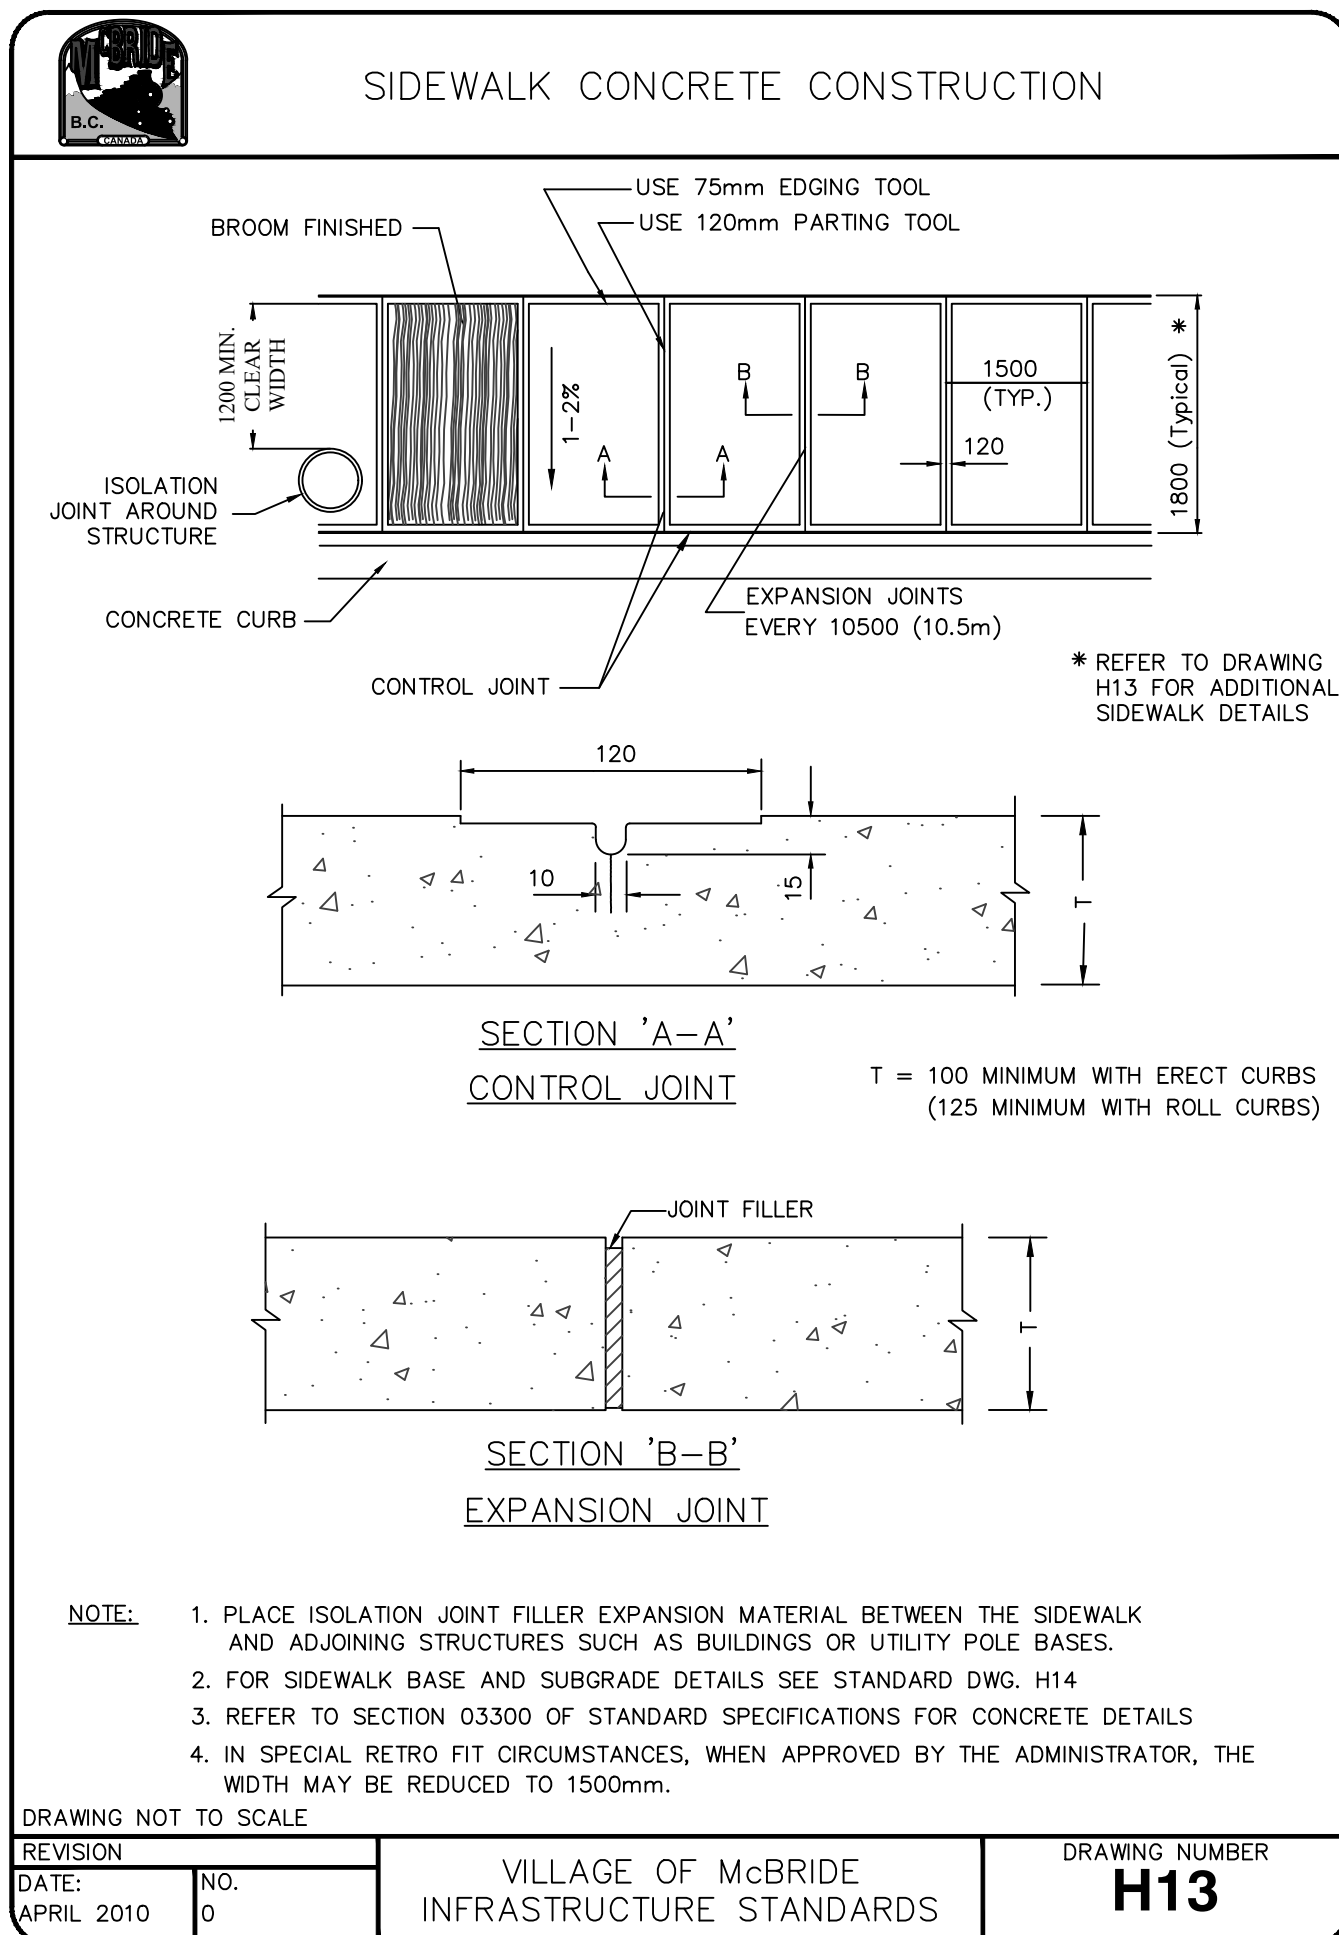 McBRIDE
B.C.
CANADA
SIDEWALK CONCRETE CONSTRUCTION
USE 75mm EDGING TOOL
USE 120mm PARTING TOOL
BROOM FINISHED
1200 MIN.
CLEAR
WIDTH
1-2%
B B
A A
1500
(TYP.)
120
1800 (Typical) *
ISOLATION
JOINT AROUND
STRUCTURE
CONCRETE CURB
EXPANSION JOINTS
EVERY 10500 (10.5m)
CONTROL JOINT
* REFER TO DRAWING
H13 FOR ADDITIONAL
SIDEWALK DETAILS
120
10
15
T
SECTION 'A-A'
CONTROL JOINT
T = 100 MINIMUM WITH ERECT CURBS
(125 MINIMUM WITH ROLL CURBS)
JOINT FILLER
T
SECTION 'B-B'
EXPANSION JOINT
NOTE: 1. PLACE ISOLATION JOINT FILLER EXPANSION MATERIAL BETWEEN THE SIDEWALK
AND ADJOINING STRUCTURES SUCH AS BUILDINGS OR UTILITY POLE BASES.
2. FOR SIDEWALK BASE AND SUBGRADE DETAILS SEE STANDARD DWG. H14
3. REFER TO SECTION 03300 OF STANDARD SPECIFICATIONS FOR CONCRETE DETAILS
4. IN SPECIAL RETRO FIT CIRCUMSTANCES, WHEN APPROVED BY THE ADMINISTRATOR, THE
WIDTH MAY BE REDUCED TO 1500mm.
DRAWING NOT TO SCALE
REVISION
DATE:
APRIL 2010
NO.
0
VILLAGE OF McBRIDE
INFRASTRUCTURE STANDARDS
DRAWING NUMBER
H13